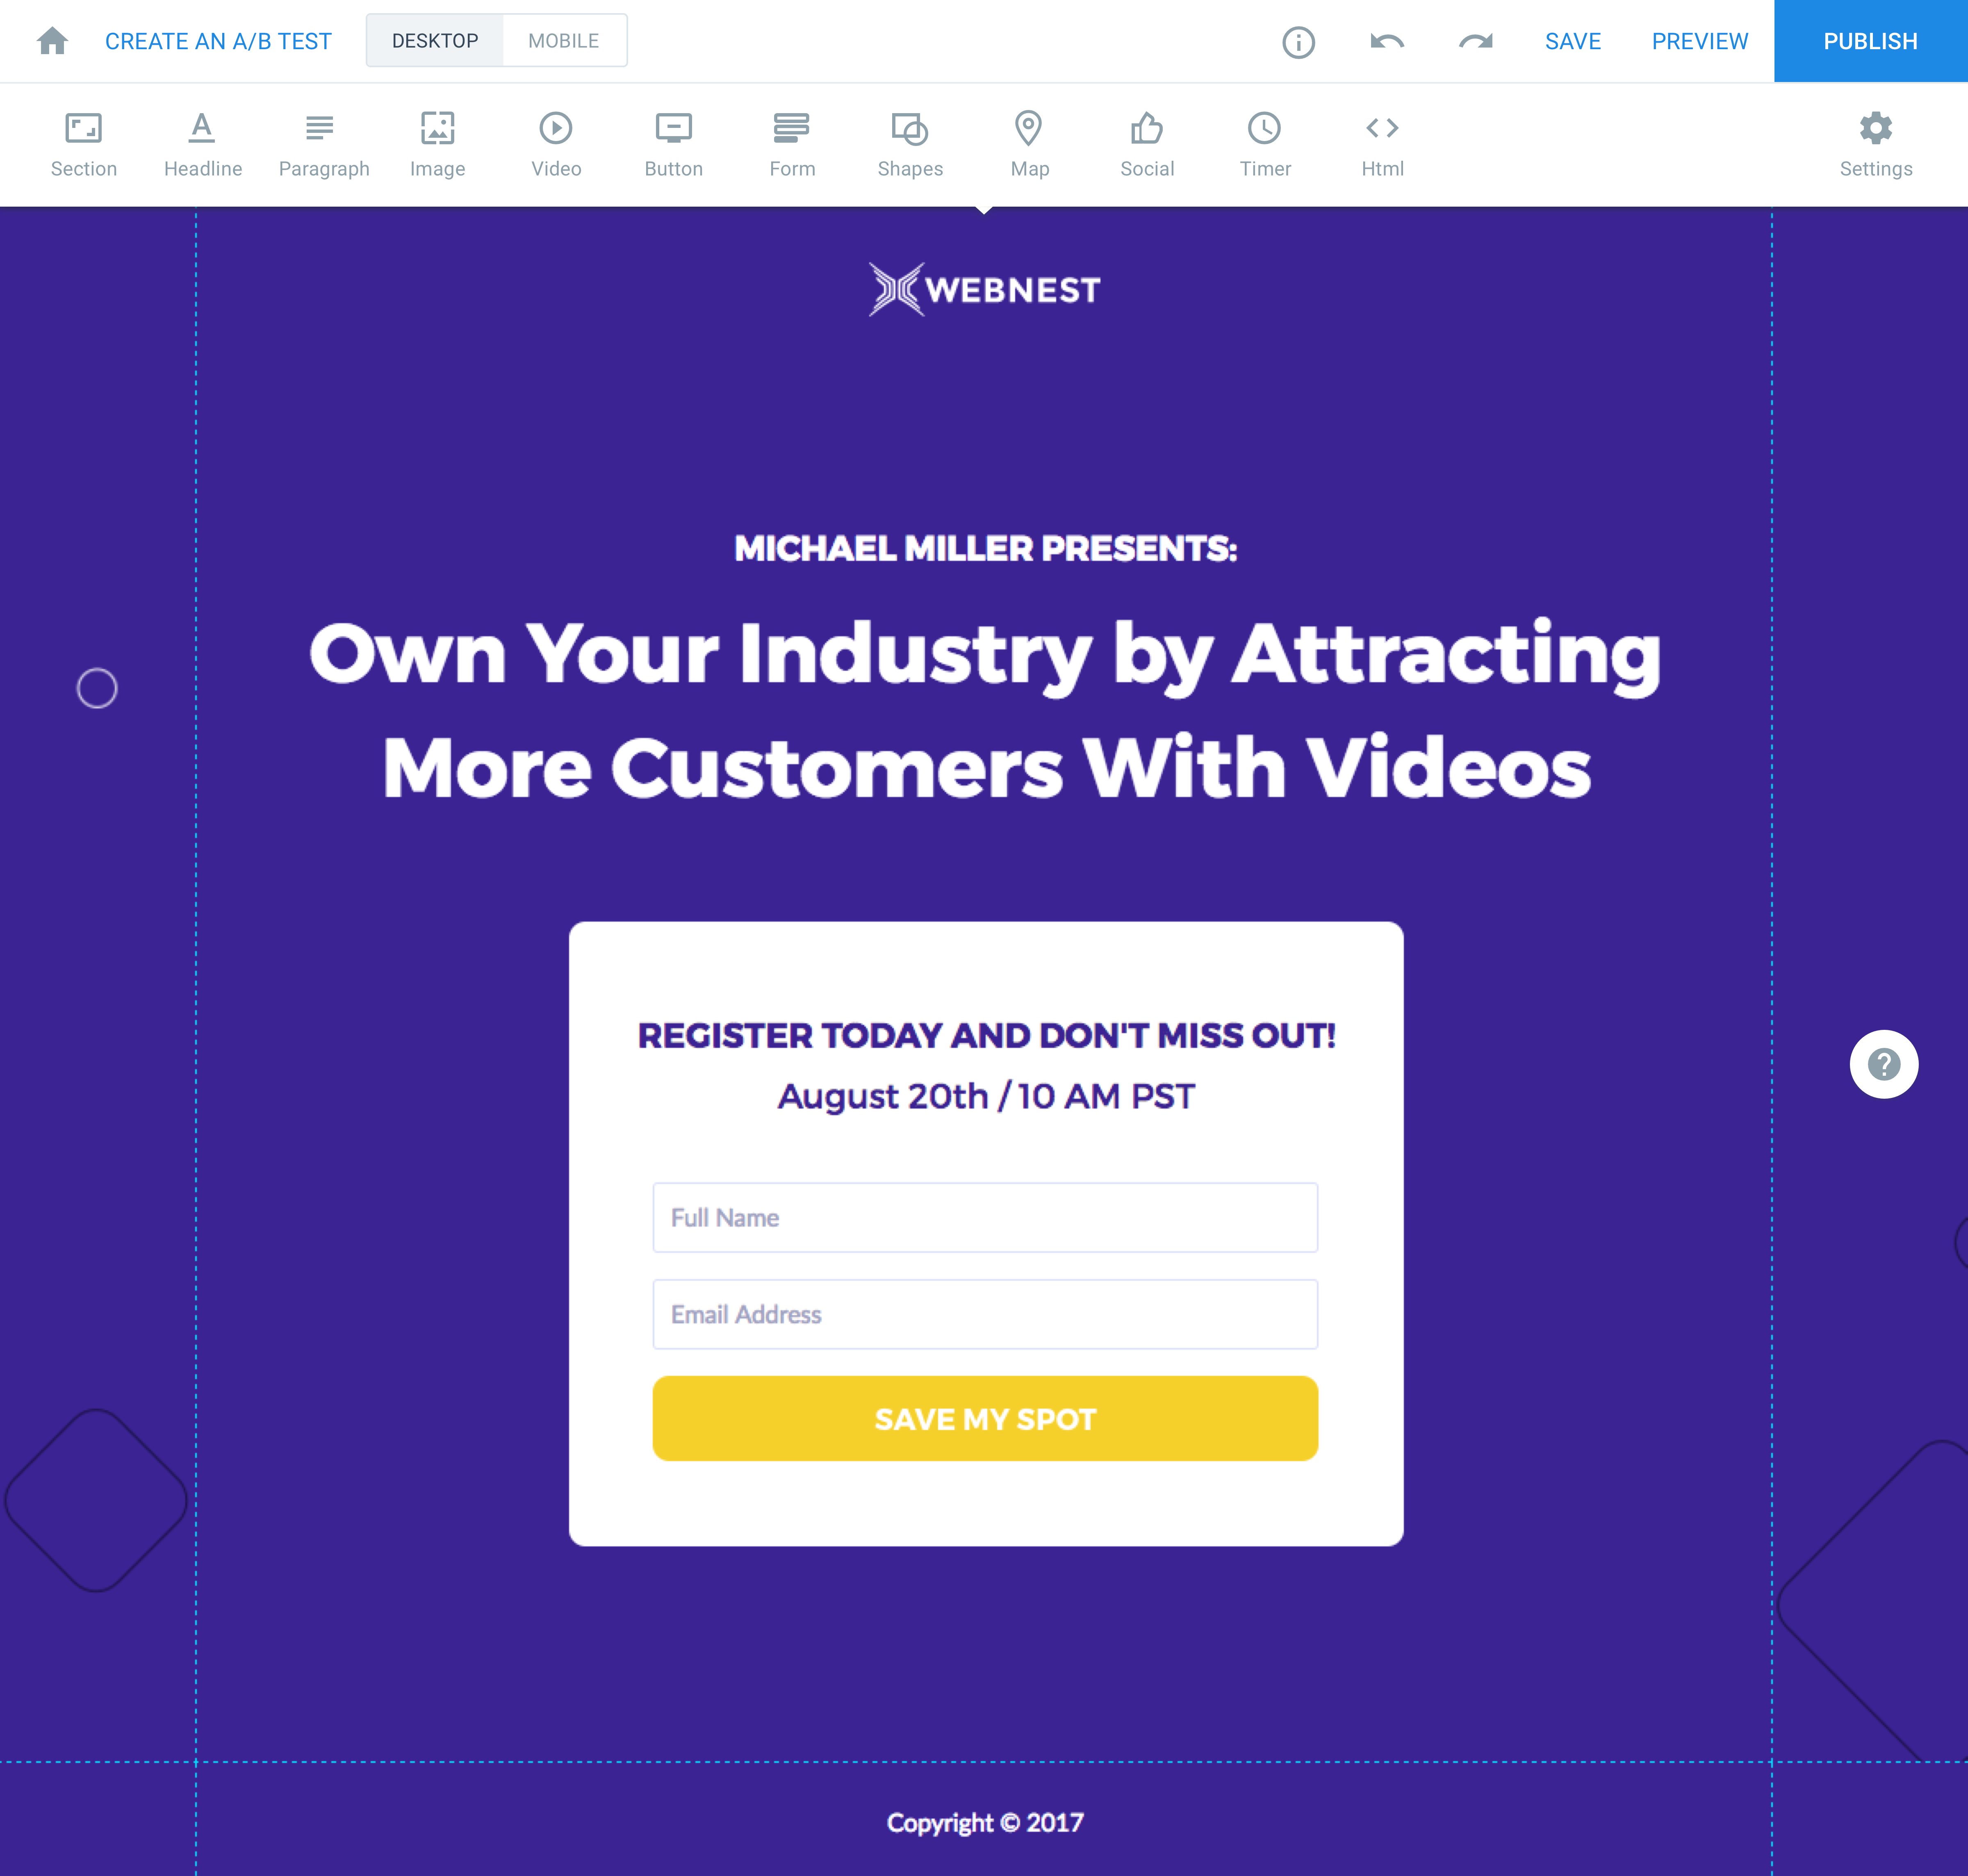 CREATE AN A/B TEST DESKTOP MOBILE SAVE PREVIEW PUBLISH
Section Headline Paragraph Image Video Button Form Shapes Map Social Timer Html Settings
WEBNEST
MICHAEL MILLER PRESENTS:
Own Your Industry by Attracting
More Customers With Videos
REGISTER TODAY AND DON'T MISS OUT!
August 20th / 10 AM PST
Full Name
Email Address
SAVE MY SPOT
Copyright © 2017